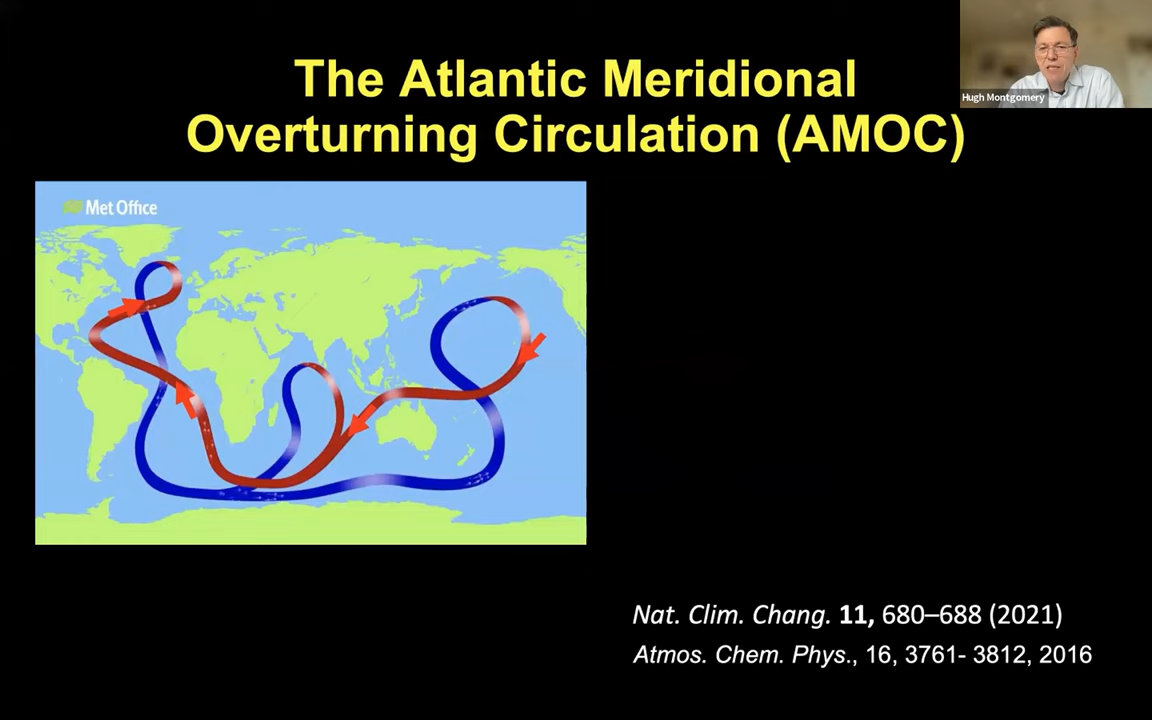 The Atlantic Meridional
Overturning Circulation (AMOC)
Hugh Montgomery
Met Office
Nat. Clim. Chang. 11, 680–688 (2021)
Atmos. Chem. Phys., 16, 3761- 3812, 2016